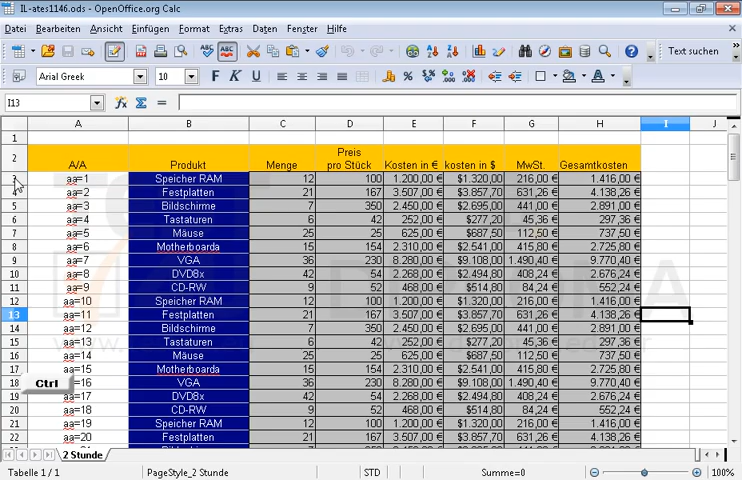 IL-ates1146.ods - OpenOffice.org Calc
Datei Bearbeiten Ansicht Einfügen Format Extras Daten Fenster Hilfe
Text suchen
Arial Greek 10 F K U
I13
A B C D E F G H I J
1
2 A/A Produkt Menge Preis pro Stück Kosten in € kosten in $ MwSt. Gesamtkosten
3 aa=1 Speicher RAM 12 100 1.200,00 € $1.320,00 216,00 € 1.416,00 €
4 aa=2 Festplatten 21 167 3.507,00 € $3.857,70 631,26 € 4.138,26 €
5 aa=3 Bildschirme 7 350 2.450,00 € $2.695,00 441,00 € 2.891,00 €
6 aa=4 Tastaturen 6 42 252,00 € $277,20 45,36 € 297,36 €
7 aa=5 Mäuse 25 25 625,00 € $687,50 112,50 € 737,50 €
8 aa=6 Motherboarda 15 154 2.310,00 € $2.541,00 415,80 € 2.725,80 €
9 aa=7 VGA 36 230 8.280,00 € $9.108,00 1.490,40 € 9.770,40 €
10 aa=8 DVD8x 42 54 2.268,00 € $2.494,80 408,24 € 2.676,24 €
11 aa=9 CD-RW 9 52 468,00 € $514,80 84,24 € 552,24 €
12 aa=10 Speicher RAM 12 100 1.200,00 € $1.320,00 216,00 € 1.416,00 €
13 aa=11 Festplatten 21 167 3.507,00 € $3.857,70 631,26 € 4.138,26 €
14 aa=12 Bildschirme 7 350 2.450,00 € $2.695,00 441,00 € 2.891,00 €
15 aa=13 Tastaturen 6 42 252,00 € $277,20 45,36 € 297,36 €
16 aa=14 Mäuse 25 25 625,00 € $687,50 112,50 € 737,50 €
17 aa=15 Motherboarda 15 154 2.310,00 € $2.541,00 415,80 € 2.725,80 €
18 aa=16 VGA 36 230 8.280,00 € $9.108,00 1.490,40 € 9.770,40 €
Ctrl
19 aa=17 DVD8x 42 54 2.268,00 € $2.494,80 408,24 € 2.676,24 €
20 aa=18 CD-RW 9 52 468,00 € $514,80 84,24 € 552,24 €
21 aa=19 Speicher RAM 12 100 1.200,00 € $1.320,00 216,00 € 1.416,00 €
22 aa=20 Festplatten 21 167 3.507,00 € $3.857,70 631,26 € 4.138,26 €
2 Stunde
Tabelle 1 / 1 PageStyle_2 Stunde STD Summe=0 100%